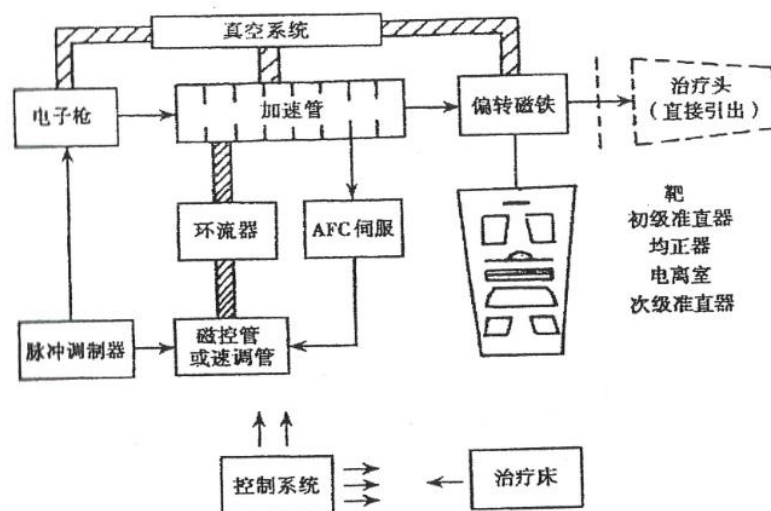 真空系统
电子枪
加速管
偏转磁铁
治疗头
（直接引出）
环流器
AFC 伺服
靶
初级准直器
均正器
电离室
次级准直器
脉冲调制器
磁控管
或速调管
控制系统
治疗床